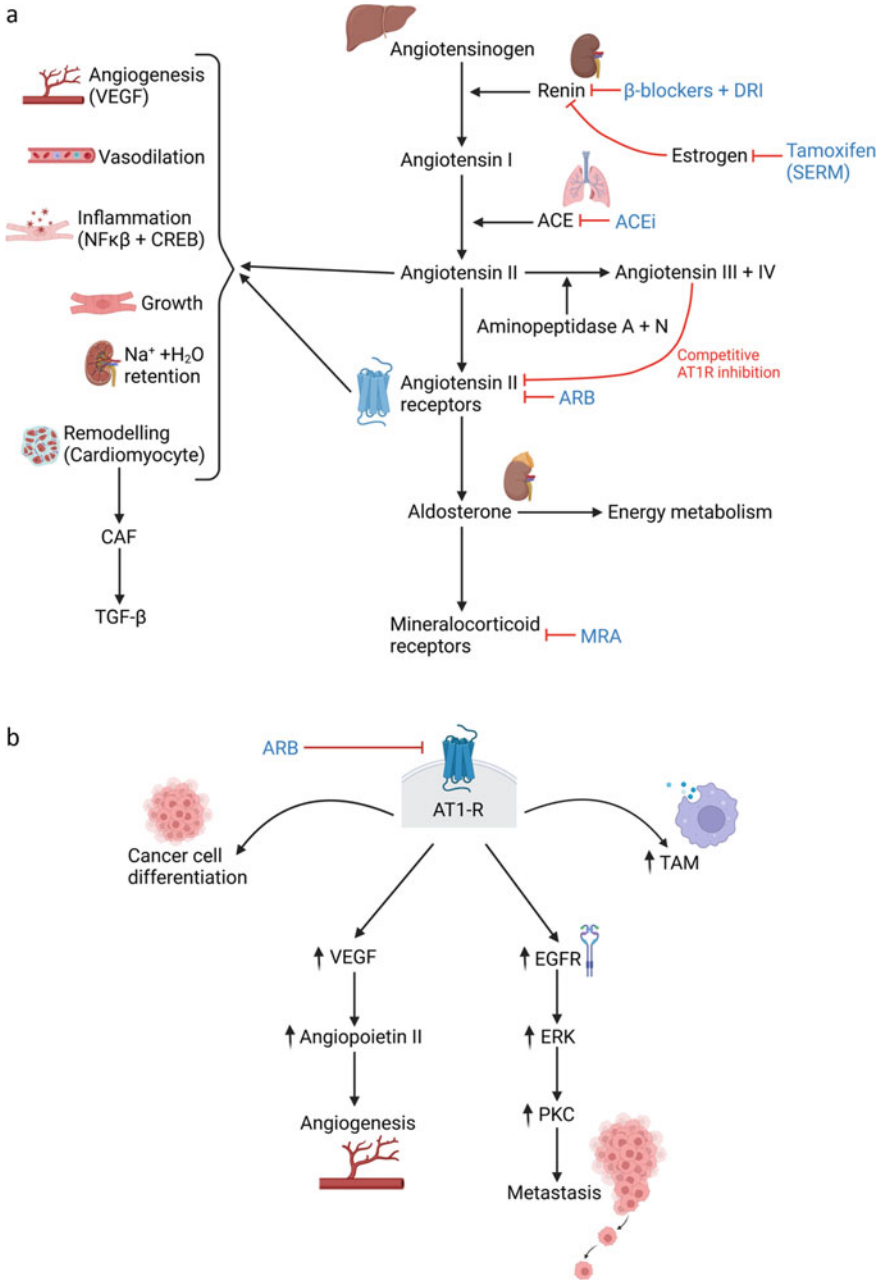 a
Angiogenesis
(VEGF)
Vasodilation
Inflammation
(NFκβ + CREB)
Growth
Na⁺ +H₂O
retention
Remodelling
(Cardiomyocyte)
CAF
TGF-β
Angiotensinogen
Renin
β-blockers + DRI
Estrogen
Tamoxifen
(SERM)
Angiotensin I
ACE
ACEi
Angiotensin II
Angiotensin III + IV
Aminopeptidase A + N
Competitive
AT1R inhibition
Angiotensin II
receptors
ARB
Aldosterone
Energy metabolism
Mineralocorticoid
receptors
MRA
b
ARB
AT1-R
Cancer cell
differentiation
TAM
VEGF
EGFR
Angiopoietin II
ERK
Angiogenesis
PKC
Metastasis